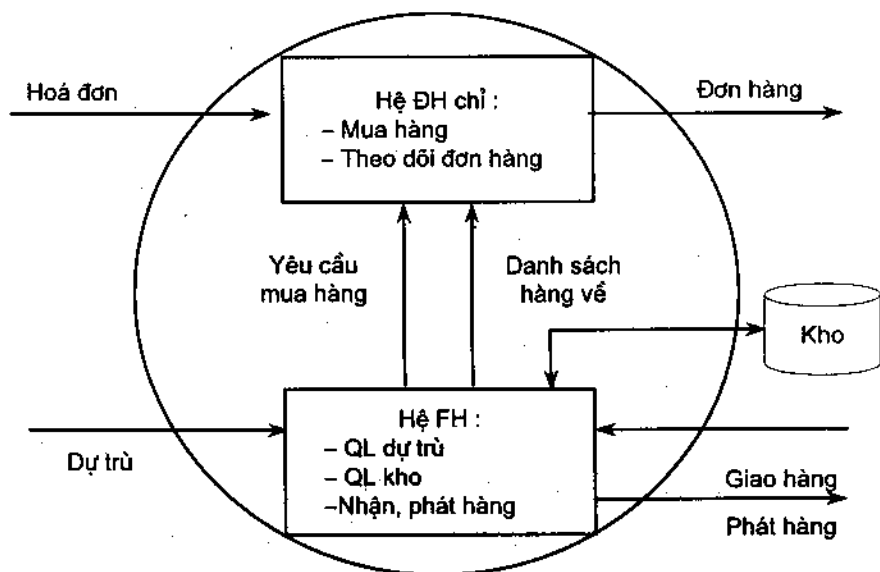 Hoá đơn
Hệ ĐH chỉ :
– Mua hàng
– Theo dõi đơn hàng
Đơn hàng
Yêu cầu
mua hàng
Danh sách
hàng về
Kho
Dự trù
Hệ FH :
– QL dự trù
– QL kho
–Nhận, phát hàng
Giao hàng
Phát hàng